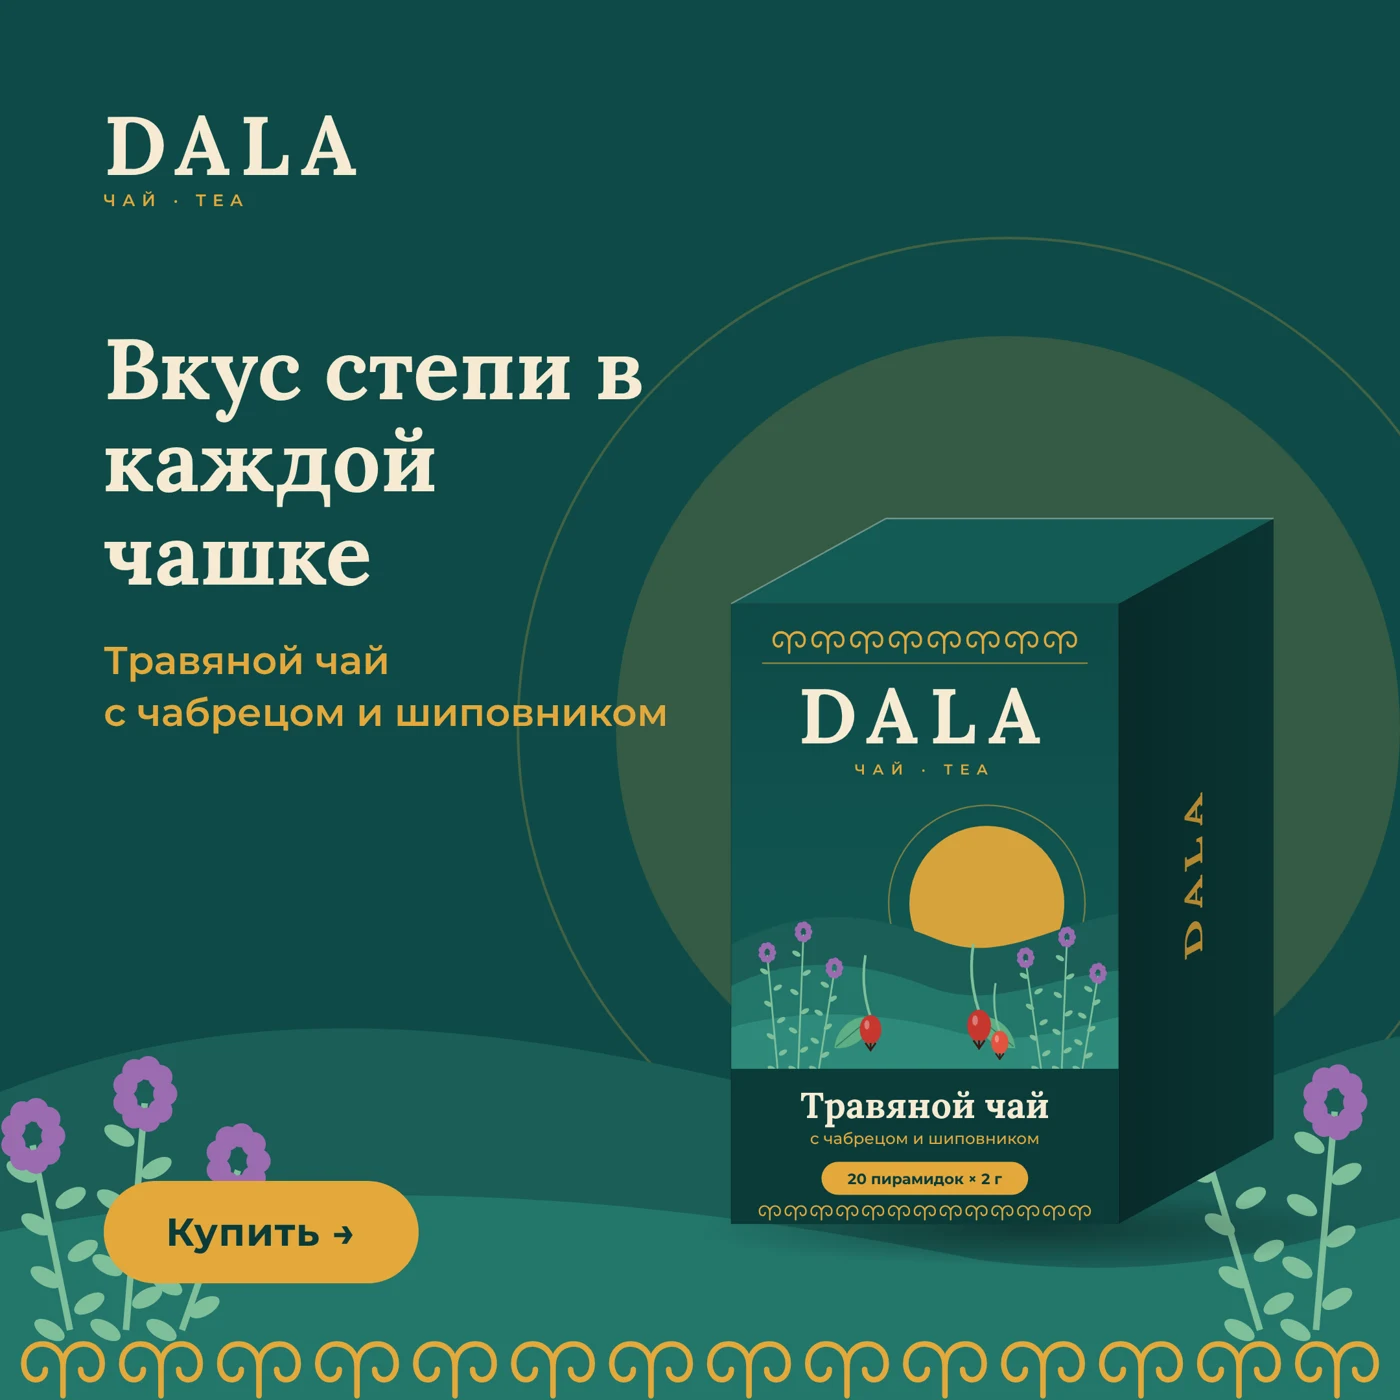 DALA
ЧАЙ · TEA
Вкус степи в
каждой
чашке
Травяной чай
с чабрецом и шиповником
DALA
ЧАЙ · TEA
DALA
Травяной чай
с чабрецом и шиповником
20 пирамидок × 2 г
Купить →